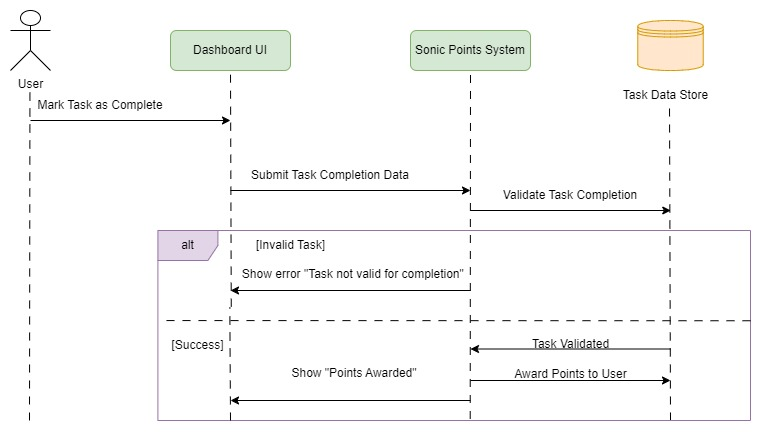 Dashboard UI
Sonic Points System
User
Task Data Store
Mark Task as Complete
Submit Task Completion Data
Validate Task Completion
alt
[Invalid Task]
Show error "Task not valid for completion"
[Success]
Task Validated
Show "Points Awarded"
Award Points to User